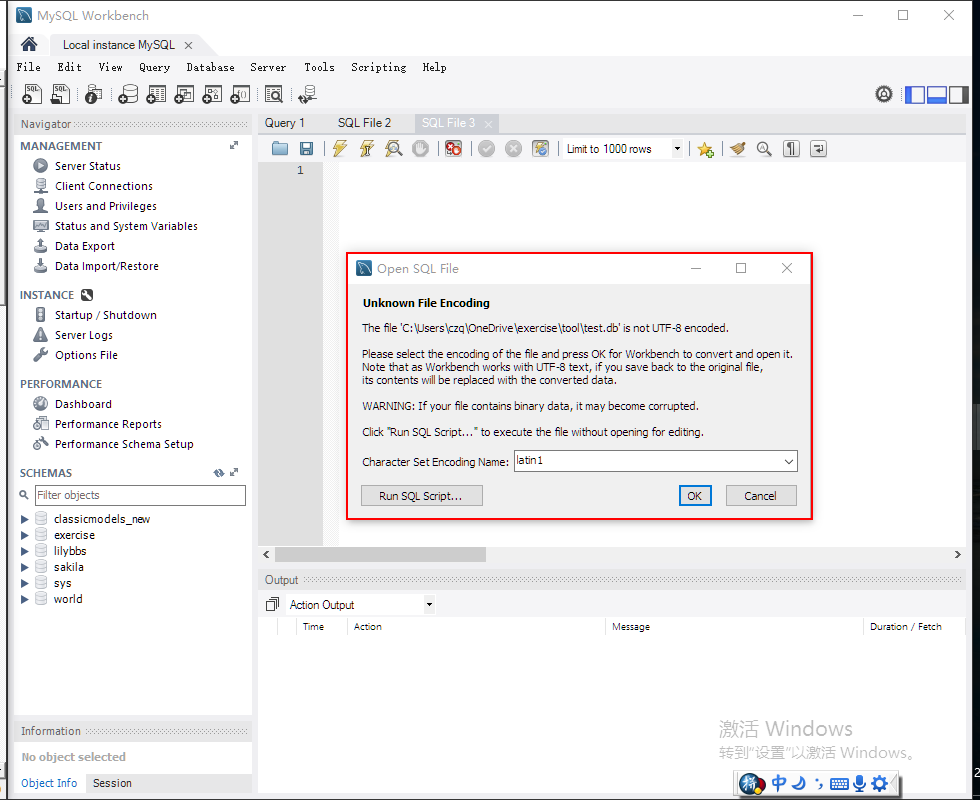 MySQL Workbench
Local instance MySQL
File Edit View Query Database Server Tools Scripting Help
Navigator
MANAGEMENT
Server Status
Client Connections
Users and Privileges
Status and System Variables
Data Export
Data Import/Restore
INSTANCE
Startup / Shutdown
Server Logs
Options File
PERFORMANCE
Dashboard
Performance Reports
Performance Schema Setup
SCHEMAS
Filter objects
classicmodels_new
exercise
lilybbs
sakila
sys
world
Information
No object selected
Object Info Session
Query 1 SQL File 2 SQL File 3
Limit to 1000 rows
1
Open SQL File
Unknown File Encoding
The file 'C:\Users\czq\OneDrive\exercise\tool\test.db' is not UTF-8 encoded.
Please select the encoding of the file and press OK for Workbench to convert and open it.
Note that as Workbench works with UTF-8 text, if you save back to the original file,
its contents will be replaced with the converted data.
WARNING: If your file contains binary data, it may become corrupted.
Click "Run SQL Script..." to execute the file without opening for editing.
Character Set Encoding Name: latin1
Run SQL Script... OK Cancel
Output
Action Output
Time Action Message Duration / Fetch
激活 Windows
转到"设置"以激活 Windows。
中